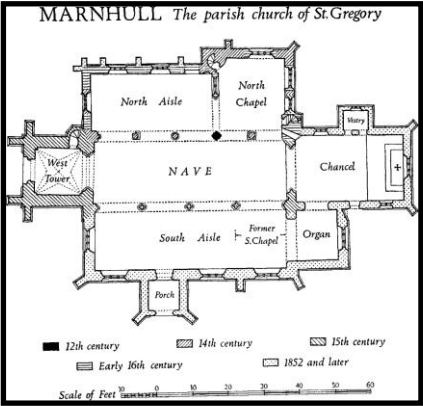 MARNHULL The parish church of St. Gregory
North Aisle
North Chapel
Vestry
West Tower
NAVE
Chancel
South Aisle
Former S. Chapel
Organ
Porch
12th century
14th century
15th century
Early 16th century
1852 and later
Scale of Feet 10 0 10 20 30 40 50 60